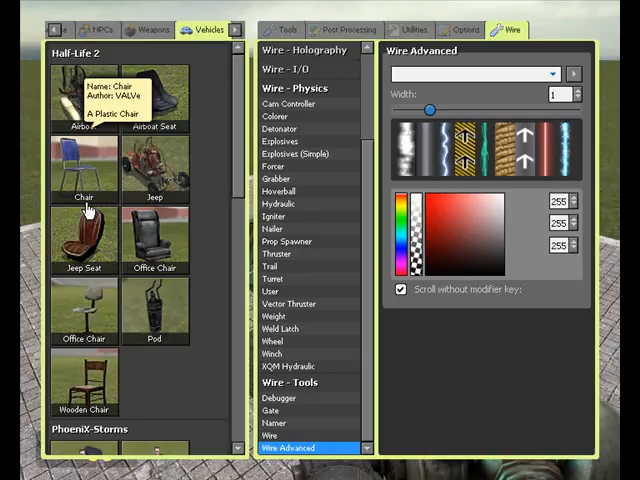 se
NPCs
Weapons
Vehicles
Tools
Post Processing
Utilities
Options
Wire
Half-Life 2
Name: Chair
Author: VALVe
A Plastic Chair
Airboat Seat
Chair
Jeep
Jeep Seat
Office Chair
Office Chair
Pod
Wooden Chair
PhoeniX-Storms
Wire - Holography
Wire - I/O
Wire - Physics
Cam Controller
Colorer
Detonator
Explosives
Explosives (Simple)
Forcer
Grabber
Hoverball
Hydraulic
Igniter
Nailer
Prop Spawner
Thruster
Trail
Turret
User
Vector Thruster
Weight
Weld Latch
Wheel
Winch
XQM Hydraulic
Wire - Tools
Debugger
Gate
Namer
Wire
Wire Advanced
Wire Advanced
Width:
1
255
255
255
Scroll without modifier key: